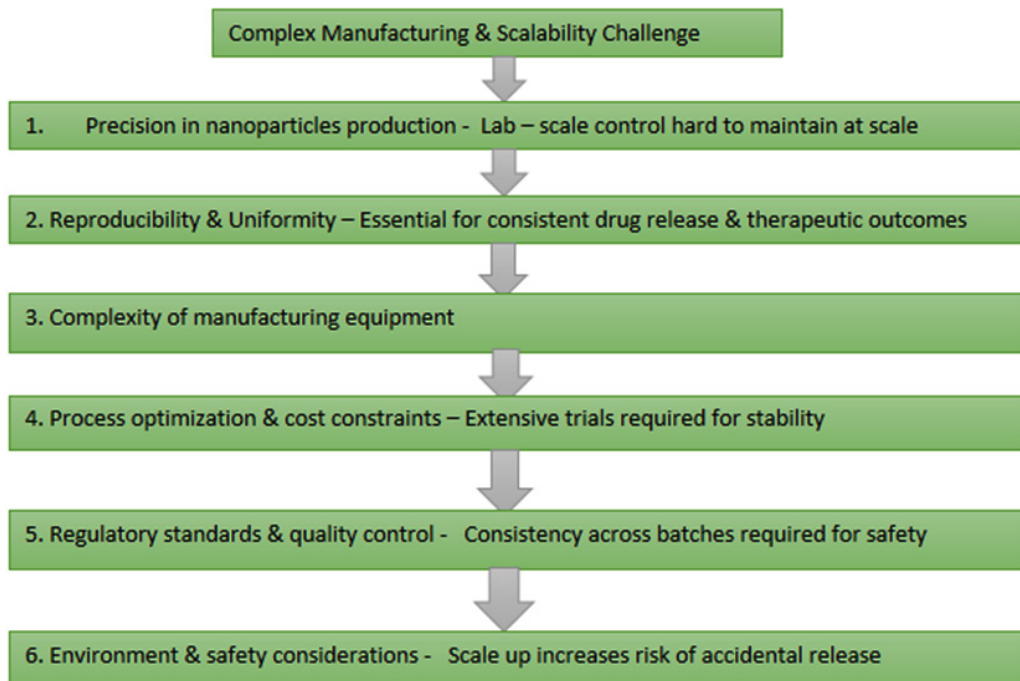 Complex Manufacturing & Scalability Challenge
1. Precision in nanoparticles production - Lab – scale control hard to maintain at scale
2. Reproducibility & Uniformity – Essential for consistent drug release & therapeutic outcomes
3. Complexity of manufacturing equipment
4. Process optimization & cost constraints – Extensive trials required for stability
5. Regulatory standards & quality control - Consistency across batches required for safety
6. Environment & safety considerations - Scale up increases risk of accidental release